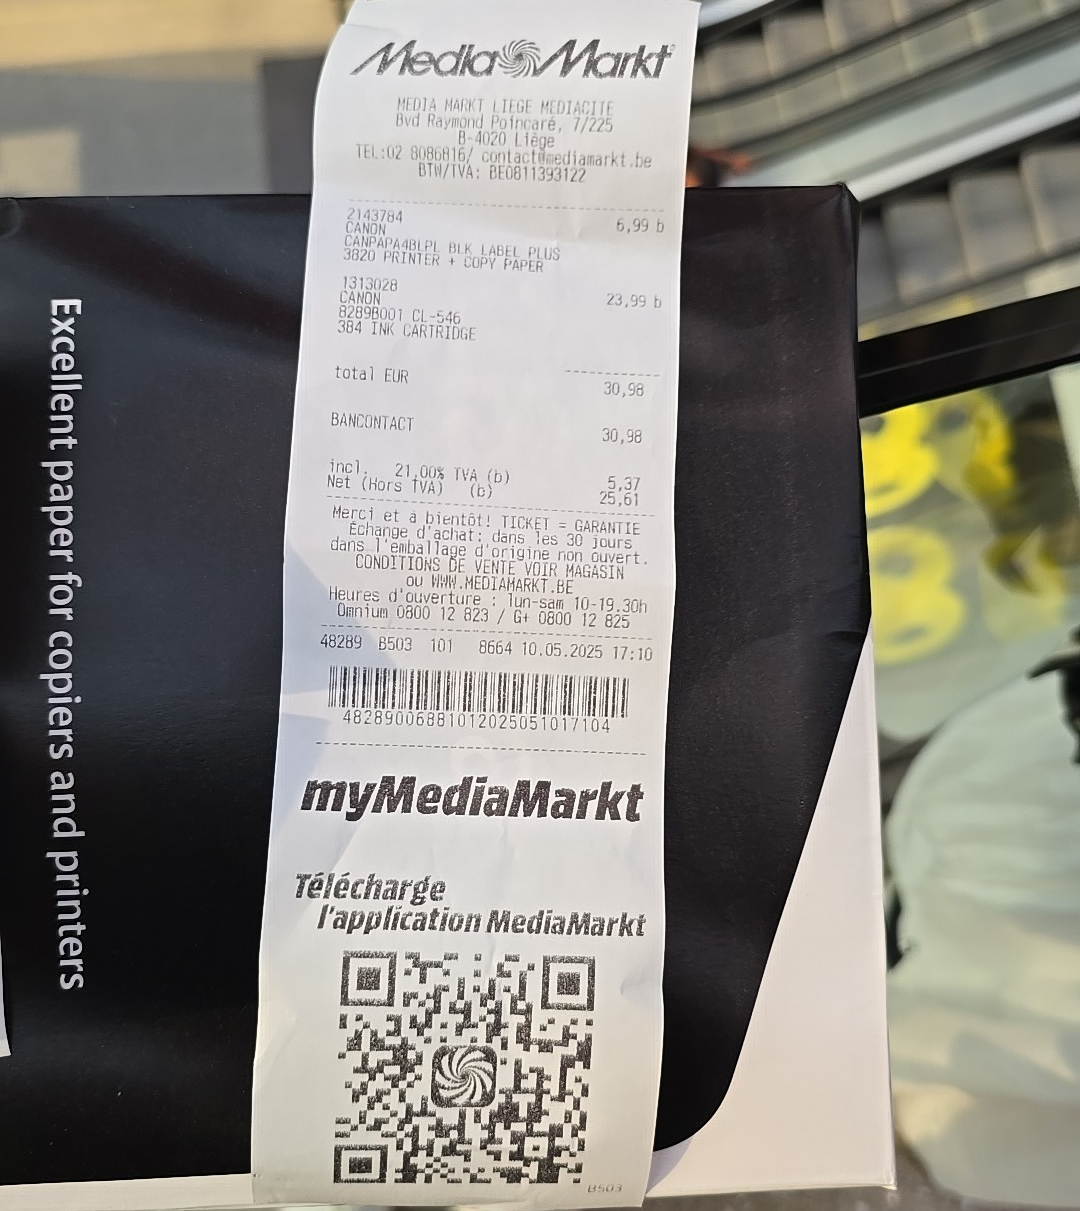 MediaMarkt
MEDIA MARKT LIEGE MEDIACITE
Bvd Raymond Poincaré, 7/225
B-4020 Liège
TEL:02 8086816/ contact@mediamarkt.be
BTW/TVA: BE0811393122
2143784 6,99 b
CANON
CANPAPA4BLPL BLK LABEL PLUS
3820 PRINTER + COPY PAPER
1313028 23,99 b
CANON
8289B001 CL-546
384 INK CARTRIDGE
total EUR 30,98
BANCONTACT 30,98
incl. 21,00% TVA (b) 5,37
Net (Hors TVA) (b) 25,61
Merci et à bientôt! TICKET = GARANTIE
Échange d'achat: dans les 30 jours
dans l'emballage d'origine non ouvert.
CONDITIONS DE VENTE VOIR MAGASIN
ou WWW.MEDIAMARKT.BE
Heures d'ouverture : lun-sam 10-19.30h
Omnium 0800 12 823 / G+ 0800 12 825
48289 B503 101 8664 10.05.2025 17:10
48289006881012025051017104
myMediaMarkt
Télécharge
l'application MediaMarkt
B503
Excellent paper for copiers and printers